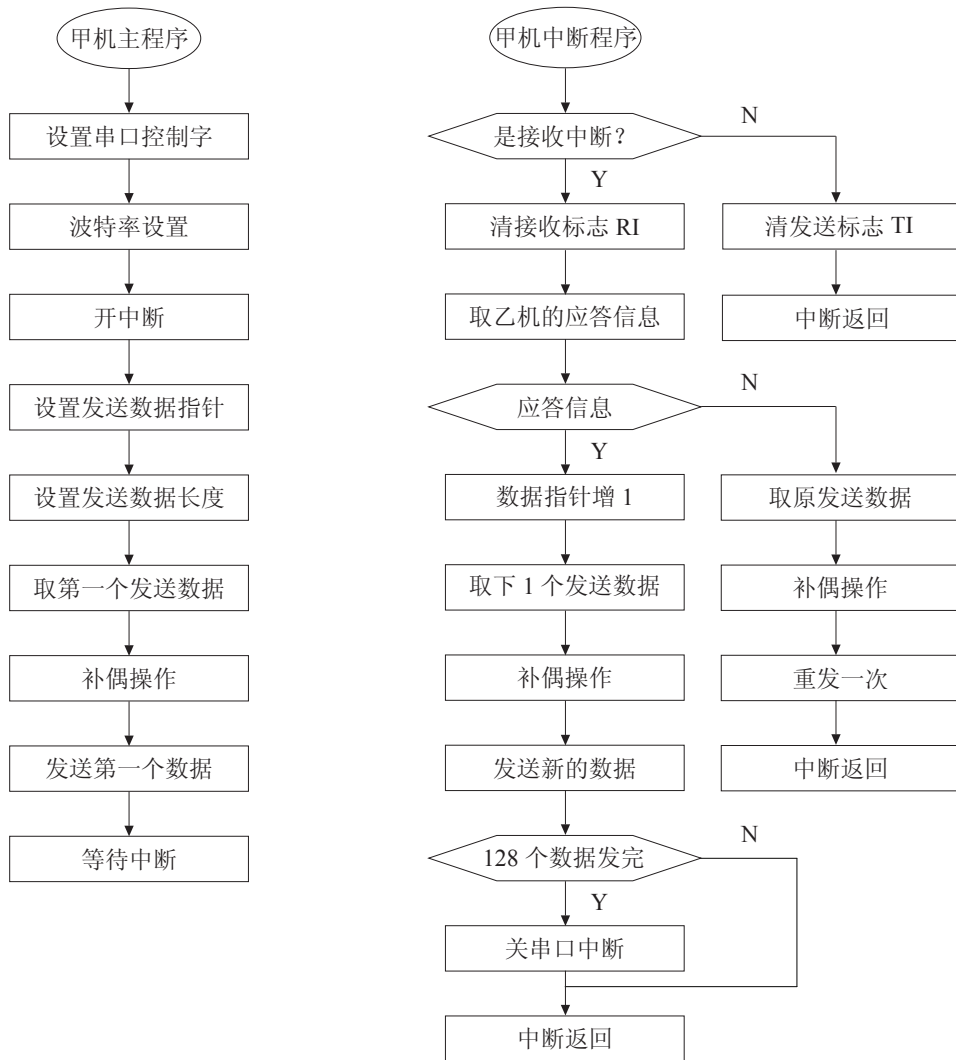 甲机主程序
设置串口控制字
波特率设置
开中断
设置发送数据指针
设置发送数据长度
取第一个发送数据
补偶操作
发送第一个数据
等待中断
甲机中断程序
是接收中断?
N
Y
清接收标志 RI
清发送标志 TI
取乙机的应答信息
中断返回
应答信息
N
Y
数据指针增 1
取原发送数据
取下 1 个发送数据
补偶操作
补偶操作
重发一次
发送新的数据
中断返回
128 个数据发完
N
Y
关串口中断
中断返回